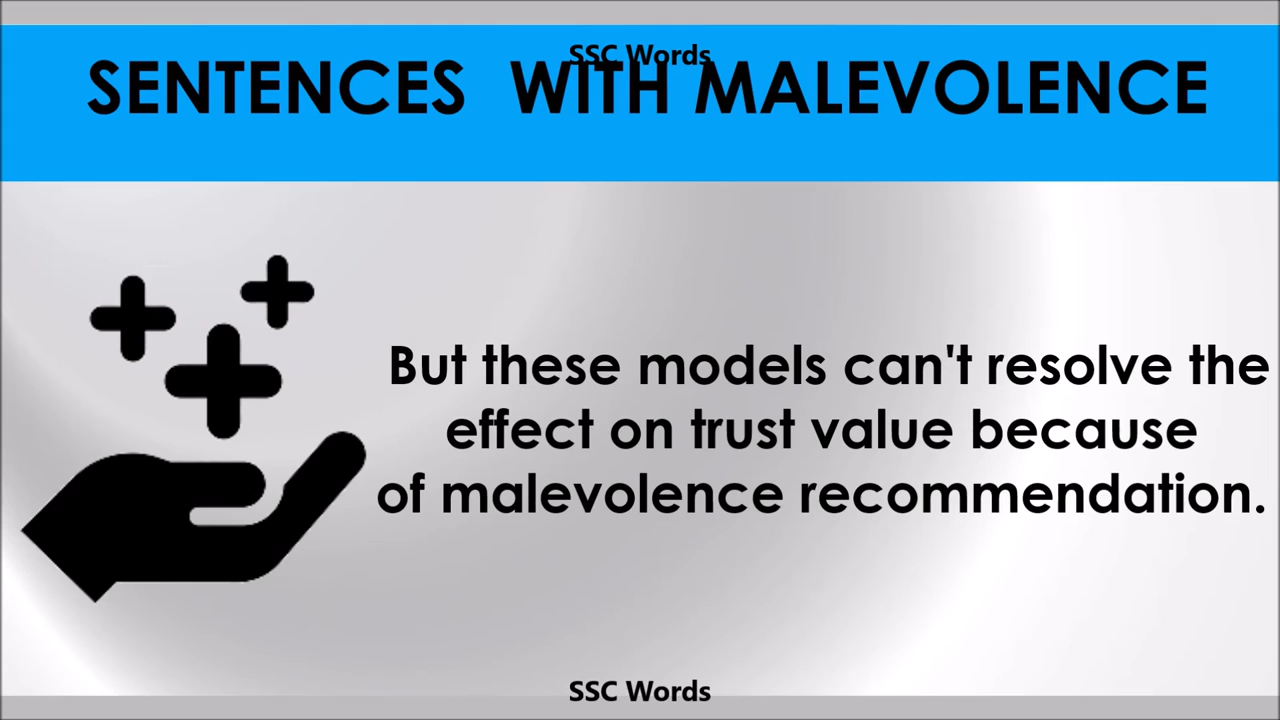 SSC Words
SENTENCES WITH MALEVOLENCE
But these models can't resolve the
effect on trust value because
of malevolence recommendation.
SSC Words